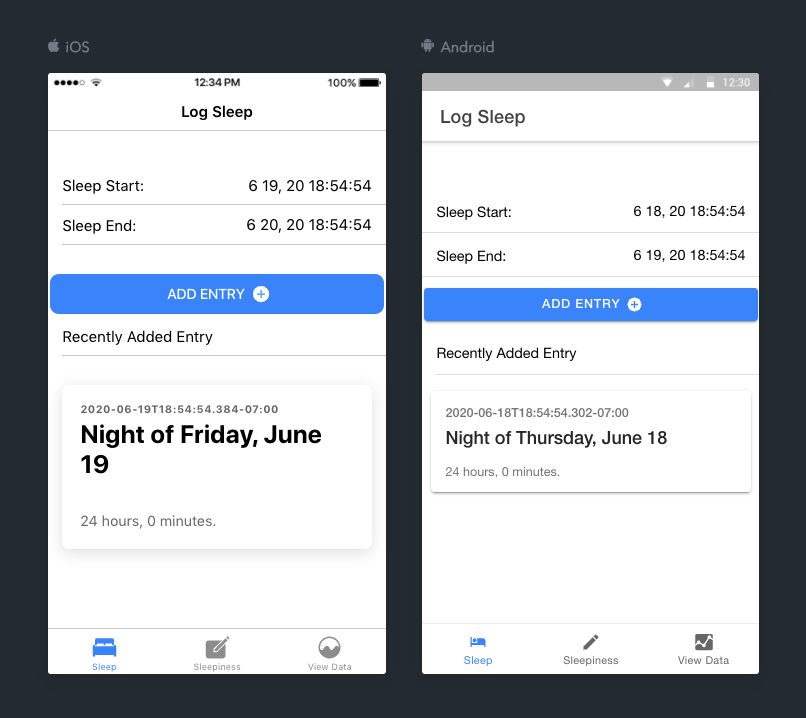 iOS
12:34 PM 100%
Log Sleep
Sleep Start: 6 19, 20 18:54:54
Sleep End: 6 20, 20 18:54:54
ADD ENTRY
Recently Added Entry
2020-06-19T18:54:54.384-07:00
Night of Friday, June
19
24 hours, 0 minutes.
Sleep Sleepiness View Data
Android
12:30
Log Sleep
Sleep Start: 6 18, 20 18:54:54
Sleep End: 6 19, 20 18:54:54
ADD ENTRY
Recently Added Entry
2020-06-18T18:54:54.302-07:00
Night of Thursday, June 18
24 hours, 0 minutes.
Sleep Sleepiness View Data